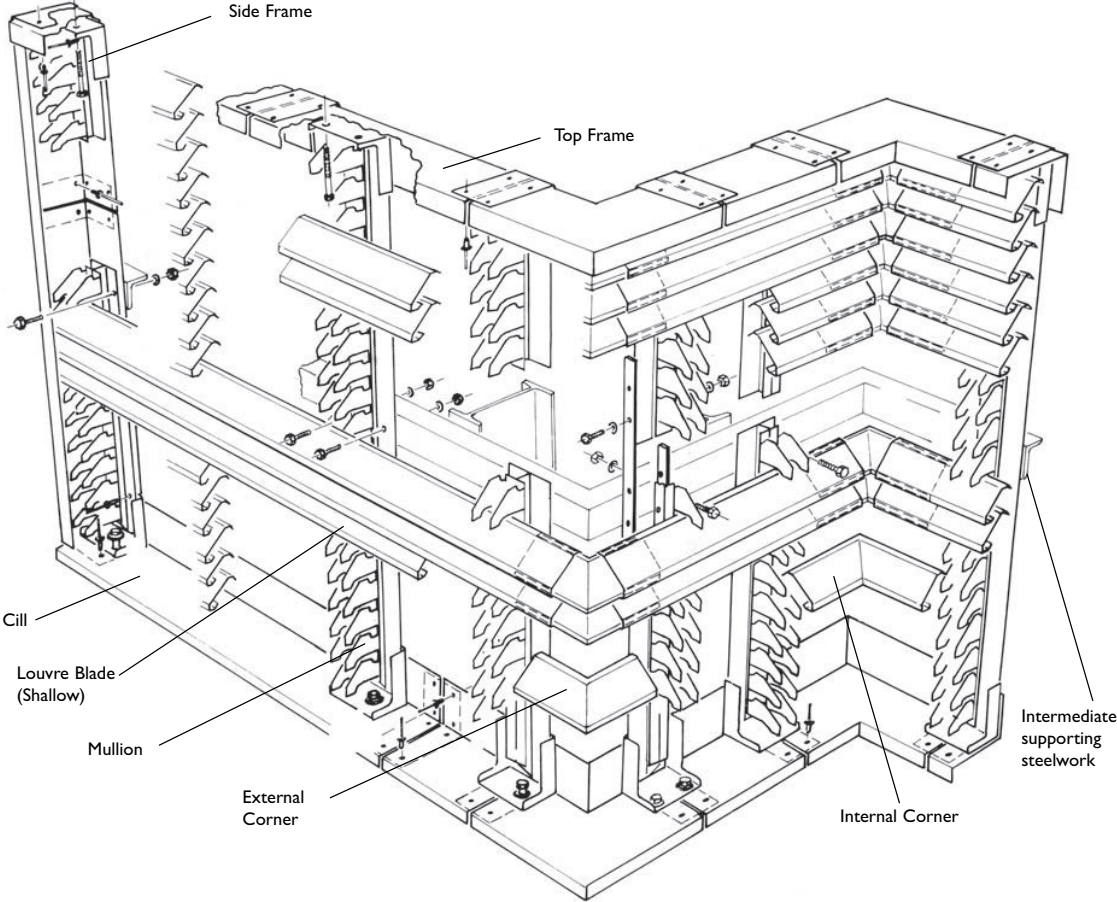 Side Frame
Top Frame
Cill
Louvre Blade
(Shallow)
Mullion
External
Corner
Internal Corner
Intermediate
supporting
steelwork